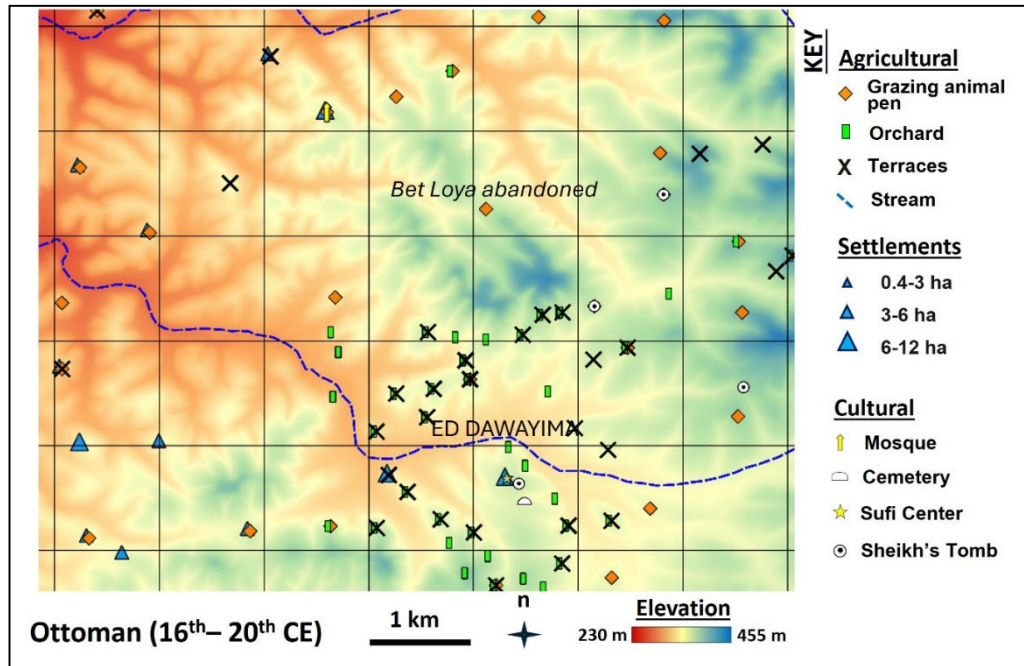 KEY
Agricultural
Grazing animal
pen
Orchard
Terraces
Stream
Settlements
0.4-3 ha
3-6 ha
6-12 ha
Cultural
Mosque
Cemetery
Sufi Center
Sheikh's Tomb
Bet Loya abandoned
ED DAWAYIMA
Ottoman (16th– 20th CE)
1 km
n
Elevation
230 m
455 m